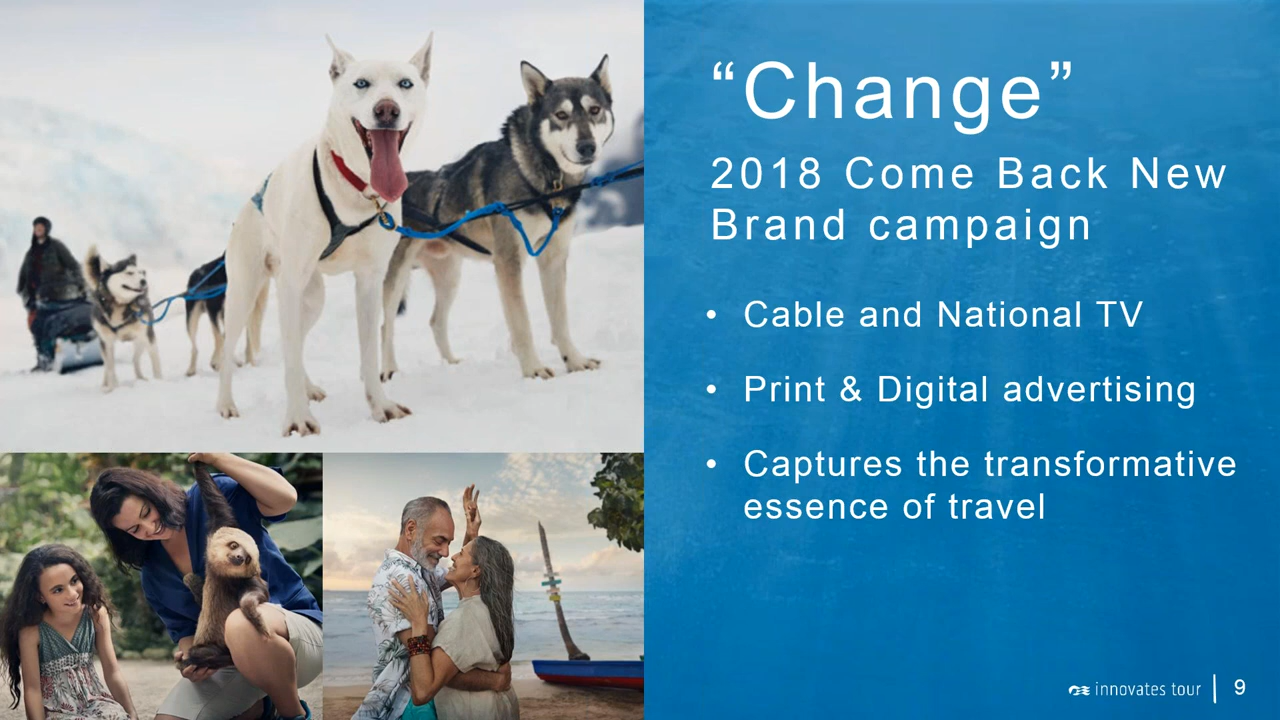 “Change”
2018 Come Back New
Brand campaign
• Cable and National TV
• Print & Digital advertising
• Captures the transformative
essence of travel
innovates tour | 9